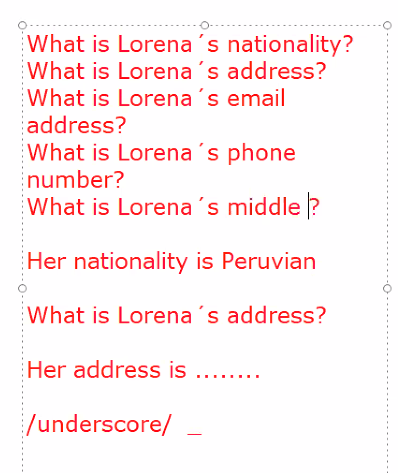 What is Lorena´s nationality?
What is Lorena´s address?
What is Lorena´s email
address?
What is Lorena´s phone
number?
What is Lorena´s middle ?
Her nationality is Peruvian
What is Lorena´s address?
Her address is ........
/underscore/ _